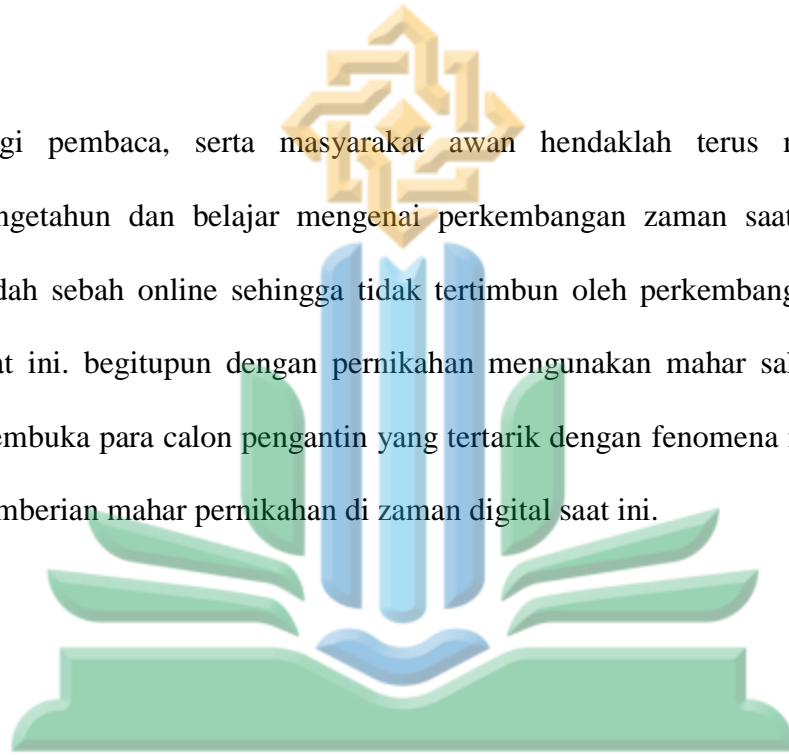 gi pembaca, serta masyarakat awan hendaklah terus
ngetahun dan belajar mengenai perkembangan zaman saat
dah sebah online sehingga tidak tertimbun oleh perkembang
at ini. begitupun dengan pernikahan mengunakan mahar sa
embuka para calon pengantin yang tertarik dengan fenomena
mberian mahar pernikahan di zaman digital saat ini.